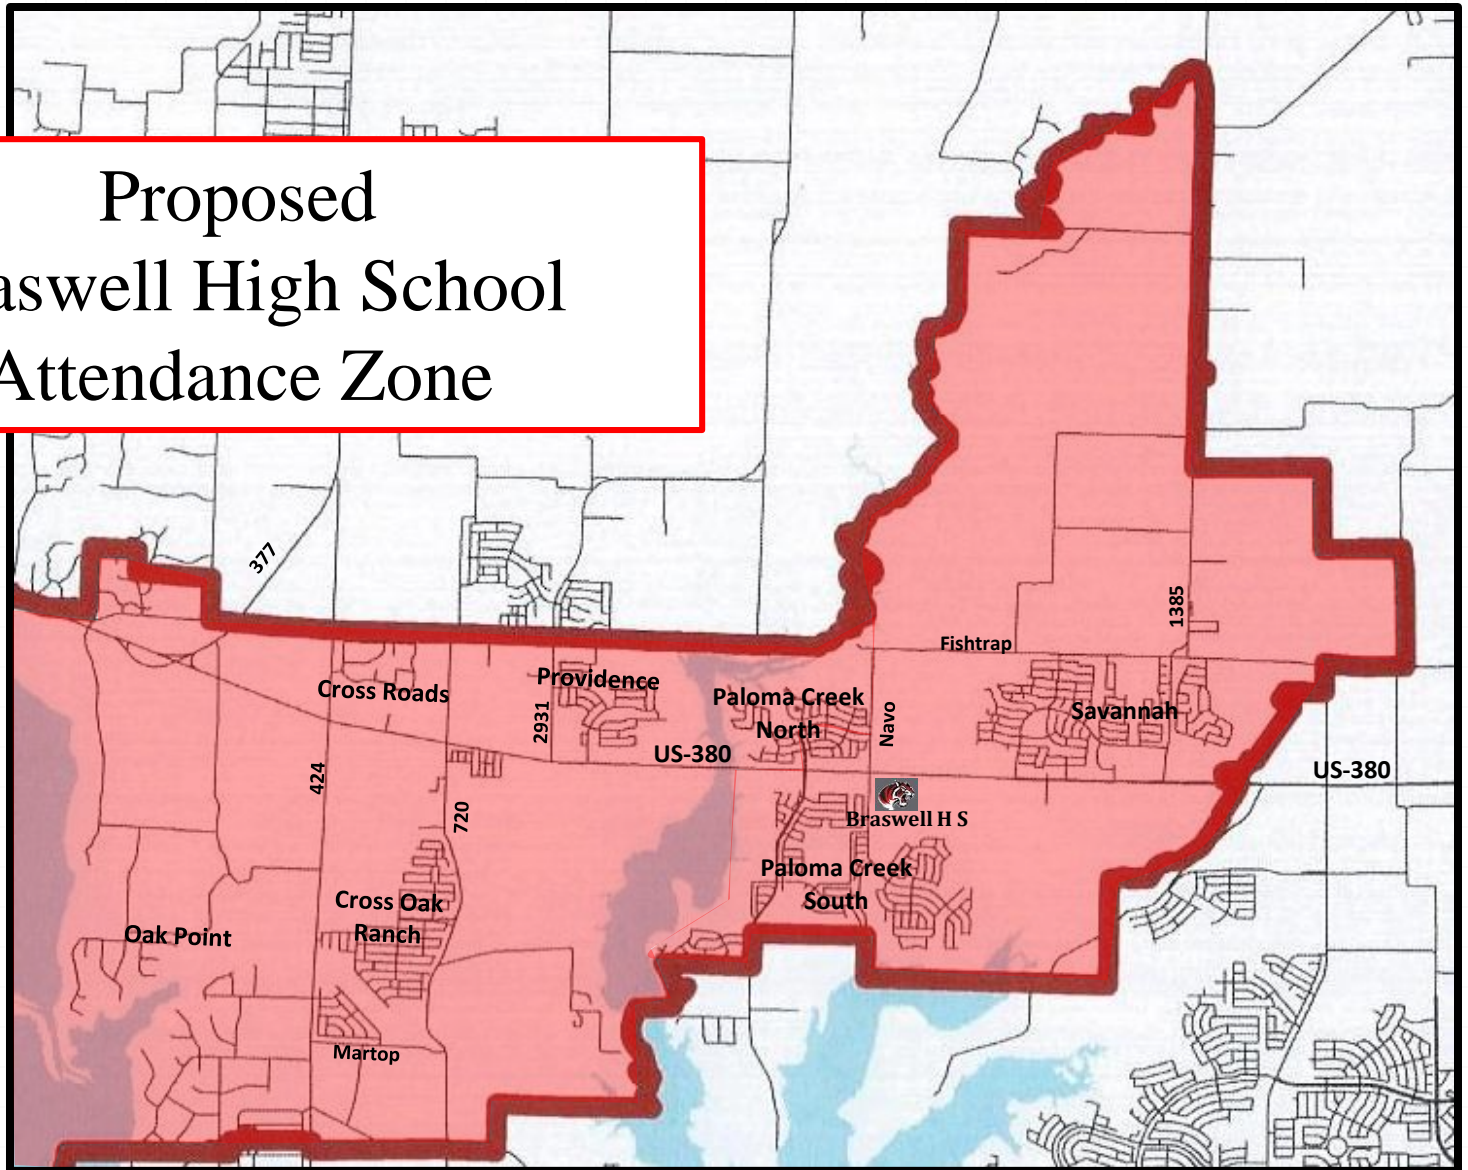 Proposed
aswell High School
Attendance Zone
377
Fishtrap
1385
Cross Roads
Providence
2931
Paloma Creek
North
Navo
Savannah
US-380
US-380
424
720
Braswell H S
Paloma Creek
South
Cross Oak
Ranch
Oak Point
Martop